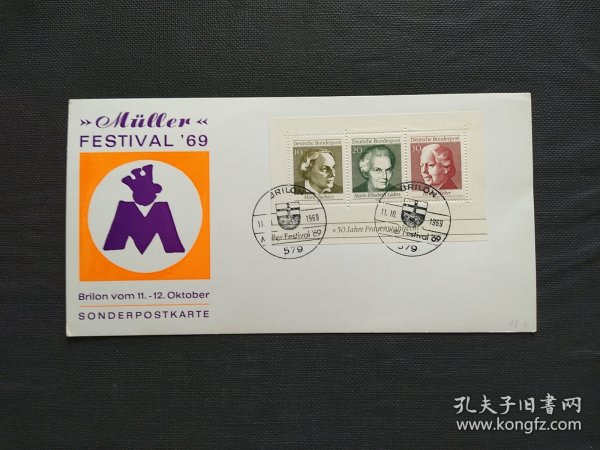 »Müller«
FESTIVAL '69
M
Brilon vom 11.-12. Oktober
SONDERPOSTKARTE
Deutsche Bundespost
10
Deutsche Bundespost
20
Marie-Elisabeth Lüders
Deutsche Bundespost
30
BRILON
1969
Festival '69
579
BRILON
11.10. 1969
Festival '69
579
»50 Jahre
孔夫子旧书网
www.kongfz.com